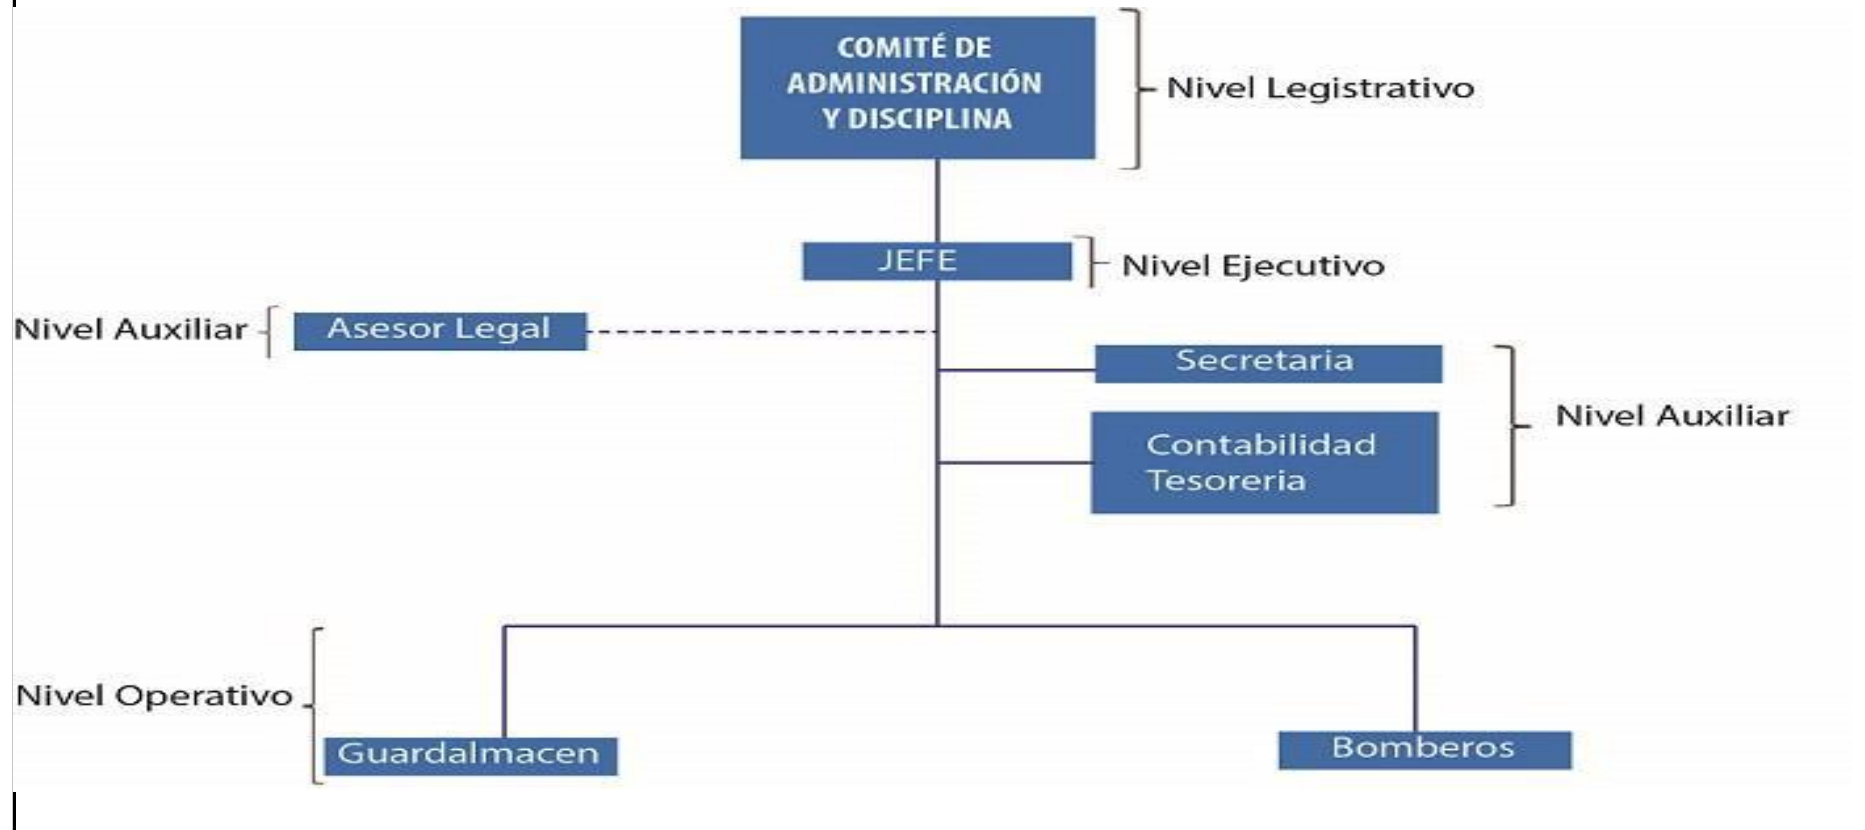 COMITÉ DE
ADMINISTRACIÓN
Y DISCIPLINA
Nivel Legistrativo
JEFE
Nivel Ejecutivo
Nivel Auxiliar
Asesor Legal
Secretaria
Contabilidad
Tesoreria
Nivel Auxiliar
Nivel Operativo
Guardalmacen
Bomberos